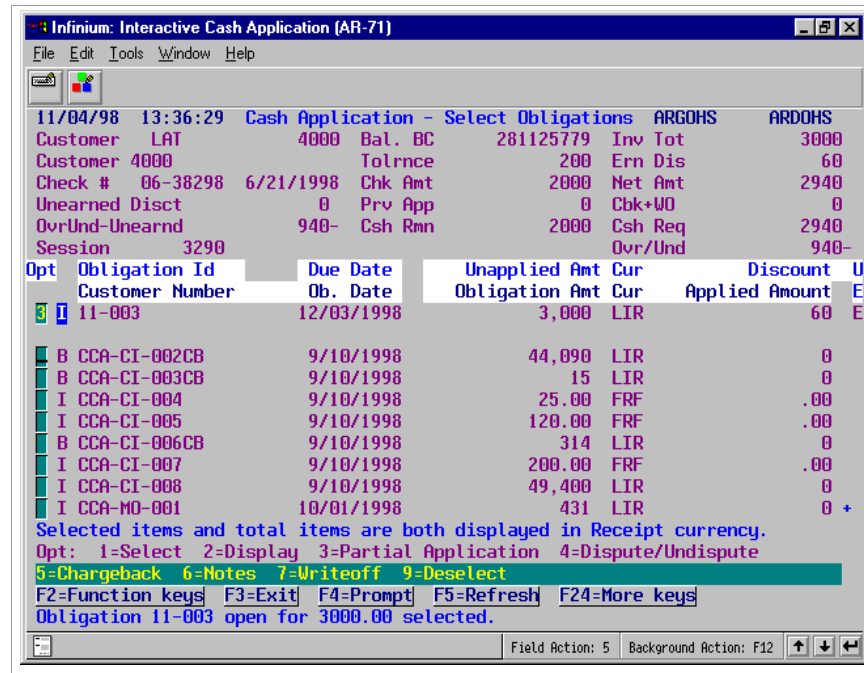 Infinium: Interactive Cash Application (AR-71)
File Edit Tools Window Help
11/04/98 13:36:29 Cash Application - Select Obligations ARGOHS ARDOHS
Customer LAT 4000 Bal. BC 281125779 Inv Tot 3000
Customer 4000 Tolrnce 200 Ern Dis 60
Check # 06-38298 6/21/1998 Chk Amt 2000 Net Amt 2940
Unearned Disct 0 Prv App 0 Cbk+WO 0
OvrUnd-Unearnd 940- Csh Rmn 2000 Csh Req 2940
Session 3290 Ovr/Und 940-
Opt Obligation Id Due Date Unapplied Amt Cur Discount U
Customer Number Ob. Date Obligation Amt Cur Applied Amount E
3 I 11-003 12/03/1998 3,000 LIR 60 E
B CCA-CI-002CB 9/10/1998 44,090 LIR 0
B CCA-CI-003CB 9/10/1998 15 LIR 0
I CCA-CI-004 9/10/1998 25.00 FRF .00
I CCA-CI-005 9/10/1998 120.00 FRF .00
B CCA-CI-006CB 9/10/1998 314 LIR 0
I CCA-CI-007 9/10/1998 200.00 FRF .00
I CCA-CI-008 9/10/1998 49,400 LIR 0
I CCA-MO-001 10/01/1998 431 LIR 0 +
Selected items and total items are both displayed in Receipt currency.
Opt: 1=Select 2=Display 3=Partial Application 4=Dispute/Undispute
5=Chargeback 6=Notes 7=Writeoff 9=Deselect
F2=Function keys F3=Exit F4=Prompt F5=Refresh F24=More keys
Obligation 11-003 open for 3000.00 selected.
Field Action: 5 Background Action: F12